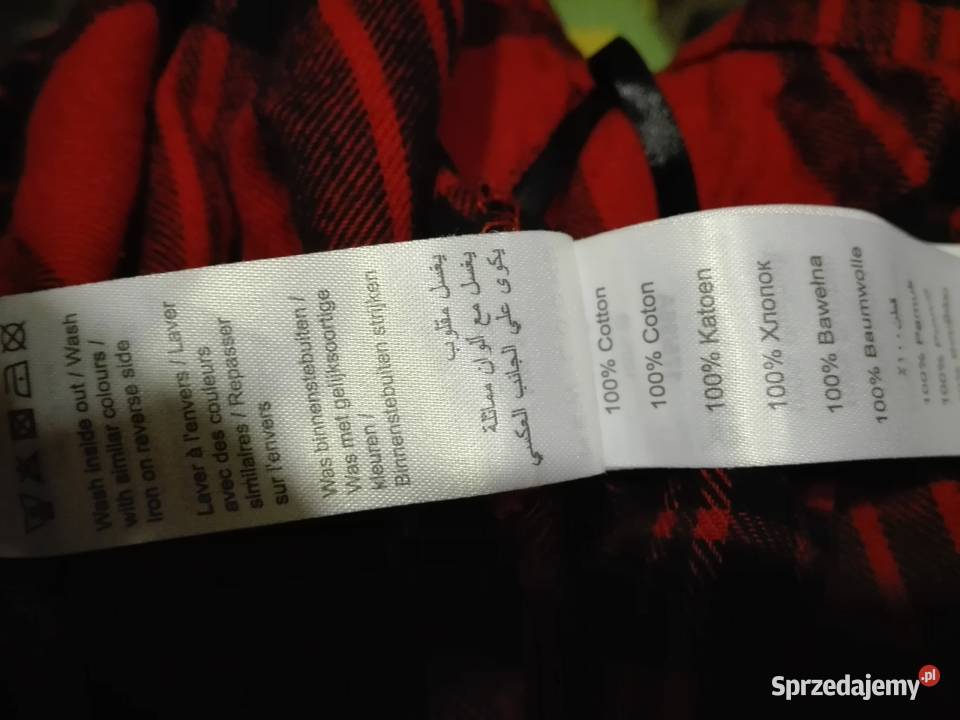 Wash inside out / Wash
with similar colours /
Iron on reverse side
Laver à l'envers / Laver
avec des couleurs
similaires / Repasser
sur l'envers
Was binnenstebuiten /
Was met gelijksoortige
kleuren /
Binnenstebuiten strijken
يغسل مقلوب
يغسل مع ألوان مماثلة
يكوى على الجانب العكسي
100% Cotton
100% Coton
100% Katoen
100% Хлопок
100% Bawełna
100% Baumwolle
100%
100%
Sprzedajemy.pl